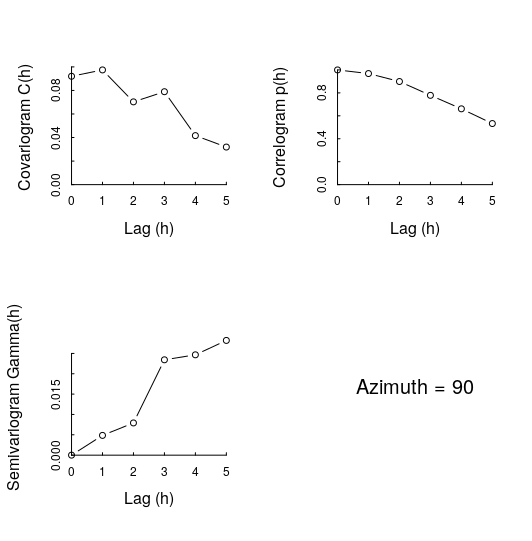 Covariogram C(h)
0.00 0.04 0.08
0 1 2 3 4 5
Lag (h)
Correlogram p(h)
0.0 0.4 0.8
0 1 2 3 4 5
Lag (h)
Semivariogram Gamma(h)
0.000 0.015
0 1 2 3 4 5
Lag (h)
Azimuth = 90